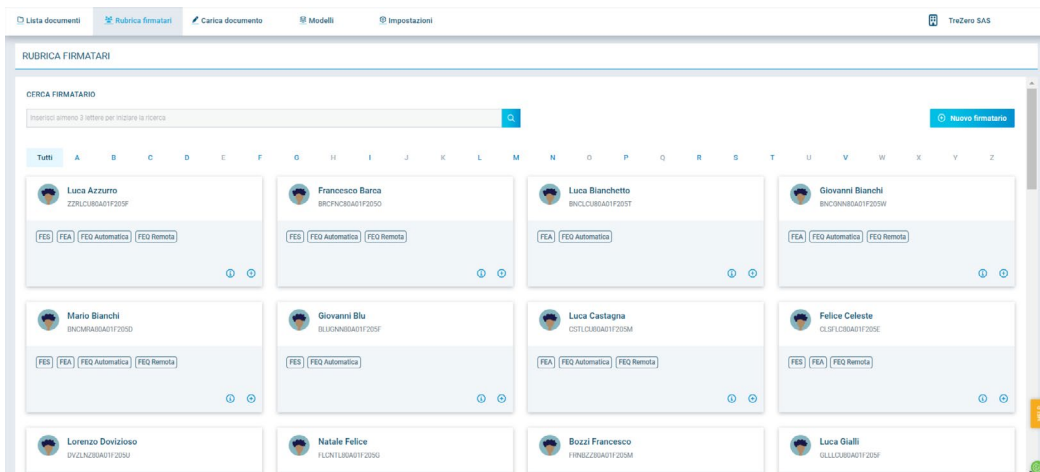 Lista documenti Rubrica firmatari Carica documento Modelli Impostazioni TreZero SAS
RUBRICA FIRMATARI
CERCA FIRMATARIO
Inserisci almeno 3 lettere per iniziare la ricerca
Nuovo firmatario
Tutti A B C D E F G H I J K L M N O P Q R S T U V W X Y Z
Luca Azzurro Francesco Barca Luca Bianchetto Giovanni Bianchi
ZZRLCU80A01F205F BRCFNC80A01F205O BNCLCU80A01F205T BNCGNN80A01F205W
FES FEA FEQ Automatica FEQ Remota FES FEQ Automatica FEQ Remota FEA FEQ Automatica FEA FEQ Automatica FEQ Remota
Mario Bianchi Giovanni Blu Luca Castagna Felice Celeste
BNCMRA80A01F205D BLUGNN80A01F205F CSTLCU80A01F205M CLSFLC80A01F205E
FES FEA FEQ Automatica FEQ Remota FES FEQ Automatica FEA FEQ Automatica FEQ Remota FES FEA FEQ Remota
Lorenzo Dovizioso Natale Felice Bozzi Francesco Luca Gialli
DVZLNZ80A01F205U FLCNTL80A01F205G FRNBZZ80A01F205M GLLLCU80A01F205F